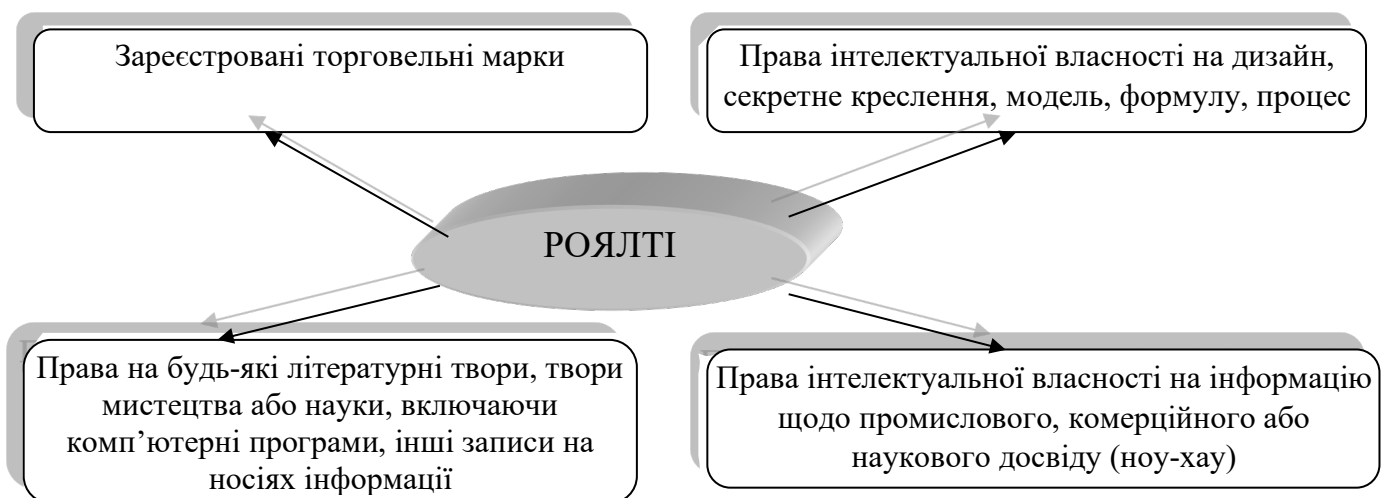 Зареєстровані торговельні марки
Права інтелектуальної власності на дизайн,
секретне креслення, модель, формулу, процес
РОЯЛТІ
Права на будь-які літературні твори, твори
мистецтва або науки, включаючи
комп’ютерні програми, інші записи на
носіях інформації
Права інтелектуальної власності на інформацію
щодо промислового, комерційного або
наукового досвіду (ноу-хау)